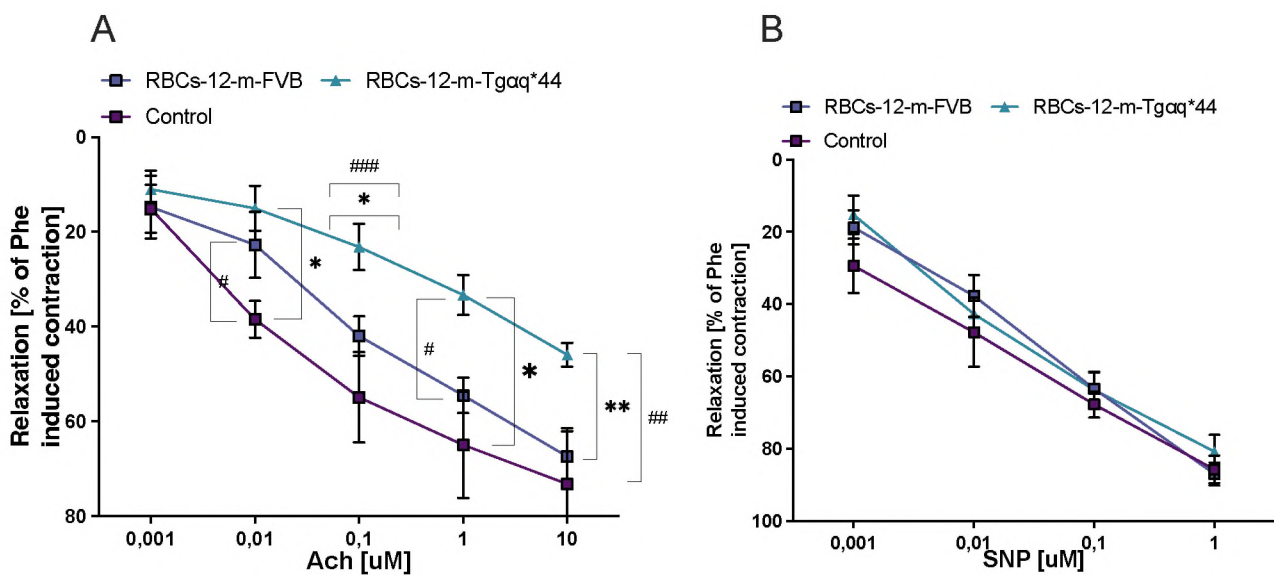 A
RBCs-12-m-FVB RBCs-12-m-Tgαq*44
Control
Relaxation [% of Phe
induced contraction]
0
20
40
60
80
###
*
#
*
#
*
**
##
0,001 0,01 0,1 1 10
Ach [uM]
B
RBCs-12-m-FVB RBCs-12-m-Tgαq*44
Control
Relaxation [% of Phe
induced contraction]
0
20
40
60
80
100
0,001 0,01 0,1 1
SNP [uM]